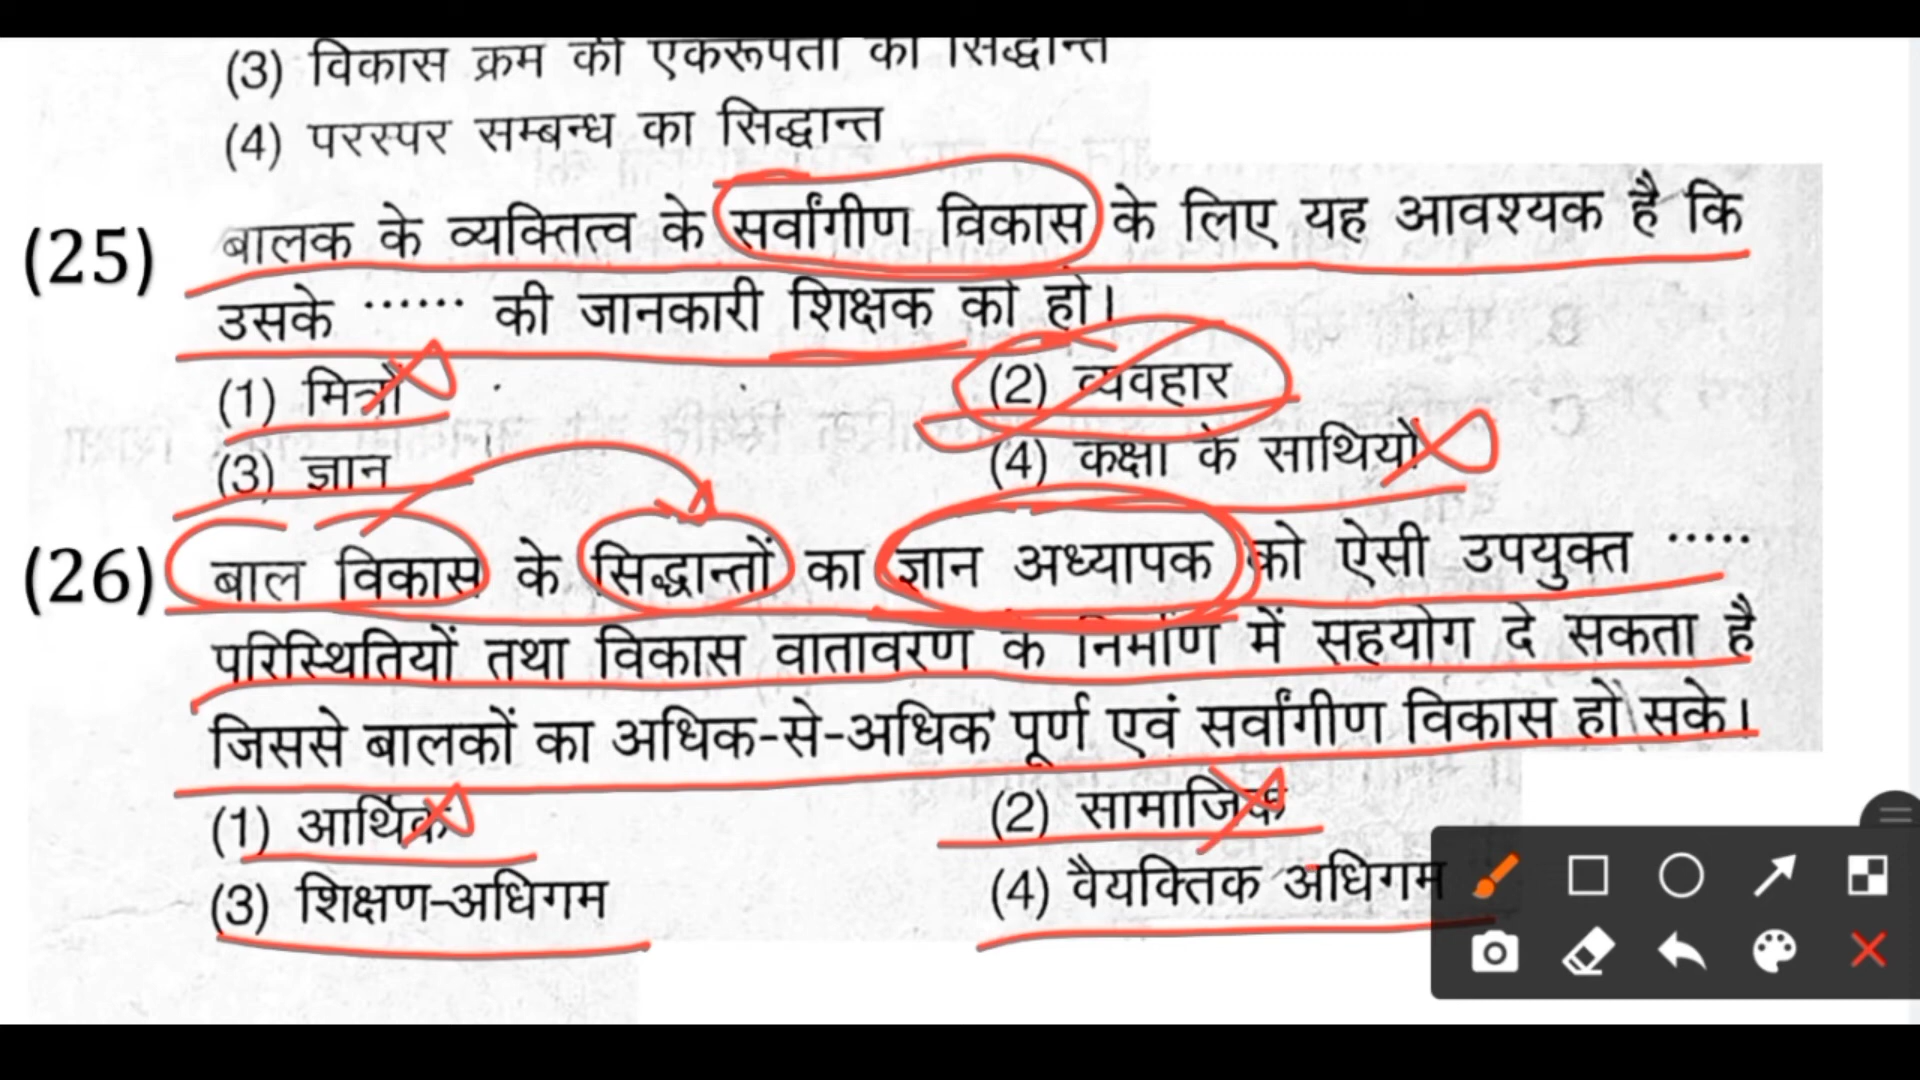 (3) विकास क्रम की एकरूपता का सिद्धान्त
(4) परस्पर सम्बन्ध का सिद्धान्त
(25) बालक के व्यक्तित्व के सर्वांगीण विकास के लिए यह आवश्यक है कि
उसके ...... की जानकारी शिक्षक को हो।
(1) मित्रों (2) व्यवहार
(3) ज्ञान (4) कक्षा के साथियों
(26) बाल विकास के सिद्धान्तों का ज्ञान अध्यापक को ऐसी उपयुक्त .....
परिस्थितियों तथा विकास वातावरण के निर्माण में सहयोग दे सकता है
जिससे बालकों का अधिक-से-अधिक पूर्ण एवं सर्वांगीण विकास हो सके।
(1) आर्थिक (2) सामाजिक
(3) शिक्षण-अधिगम (4) वैयक्तिक अधिगम